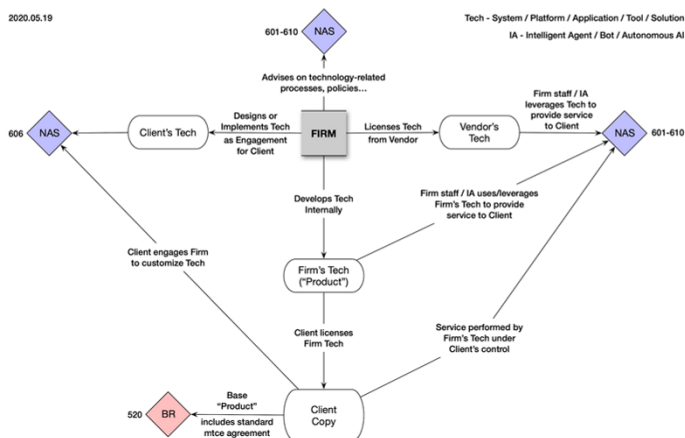 2020.05.19
Tech - System / Platform / Application / Tool / Solution
IA - Intelligent Agent / Bot / Autonomous AI
601-610
NAS
Advises on technology-related
processes, policies...
606
NAS
Client's Tech
Designs or
Implements Tech
as Engagement
for Client
FIRM
Licenses Tech
from Vendor
Vendor's
Tech
Firm staff / IA
leverages Tech to
provide service
to Client
NAS
601-610
Develops Tech
Internally
Firm staff / IA uses/leverages
Firm's Tech to provide
service to Client
Client engages Firm
to customize Tech
Firm's Tech
("Product")
Client licenses
Firm Tech
Service performed by
Firm's Tech under
Client's control
520
BR
Base
"Product"
includes standard
mtce agreement
Client
Copy